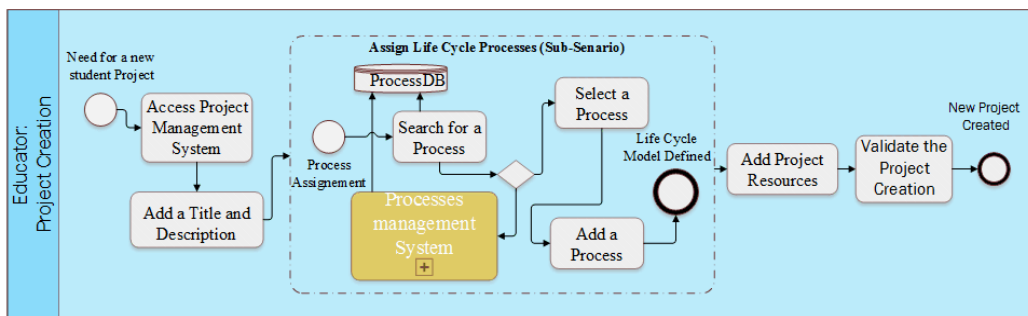 Educator:
Project Creation
Need for a new
student Project
Access Project
Management
System
Add a Title and
Description
Assign Life Cycle Processes (Sub-Senario)
ProcessDB
Process
Assignement
Search for a
Process
Processes
management
System
Select a
Process
Add a
Process
Life Cycle
Model Defined
Add Project
Resources
Validate the
Project
Creation
New Project
Created